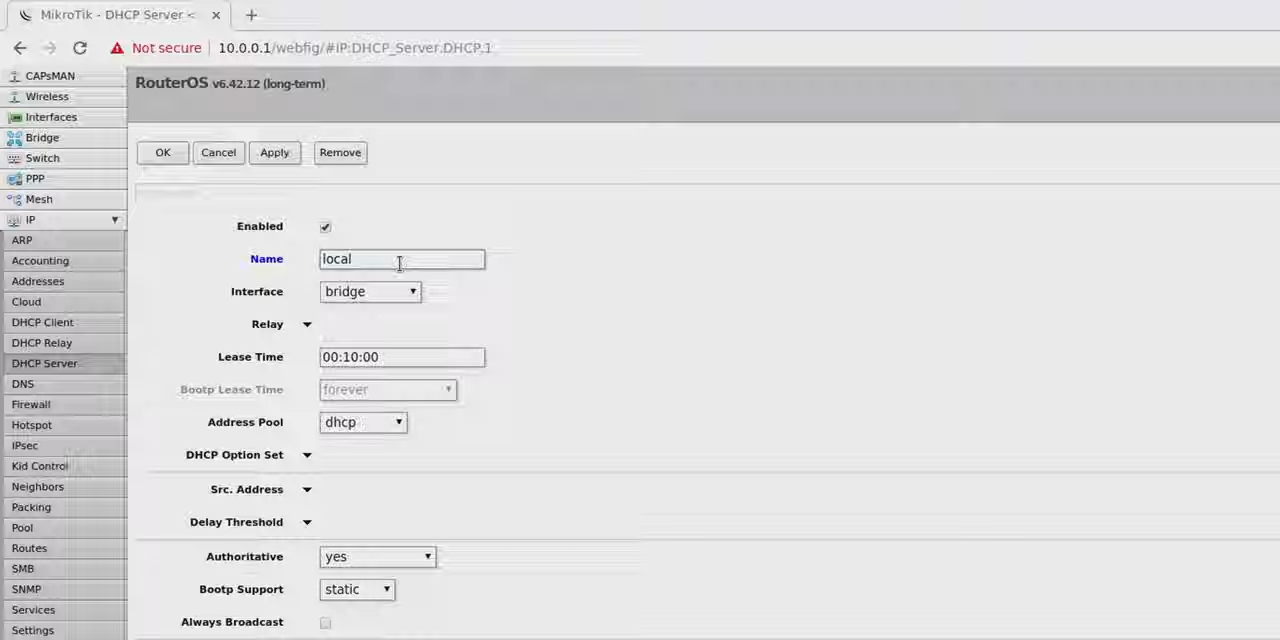 MikroTik - DHCP Server <
Not secure 10.0.0.1/webfig/#IP:DHCP_Server.DHCP.1
CAPsMAN
Wireless
Interfaces
Bridge
Switch
PPP
Mesh
IP
ARP
Accounting
Addresses
Cloud
DHCP Client
DHCP Relay
DHCP Server
DNS
Firewall
Hotspot
IPsec
Kid Control
Neighbors
Packing
Pool
Routes
SMB
SNMP
Services
Settings
RouterOS v6.42.12 (long-term)
OK Cancel Apply Remove
Enabled
Name local
Interface bridge
Relay
Lease Time 00:10:00
Bootp Lease Time forever
Address Pool dhcp
DHCP Option Set
Src. Address
Delay Threshold
Authoritative yes
Bootp Support static
Always Broadcast